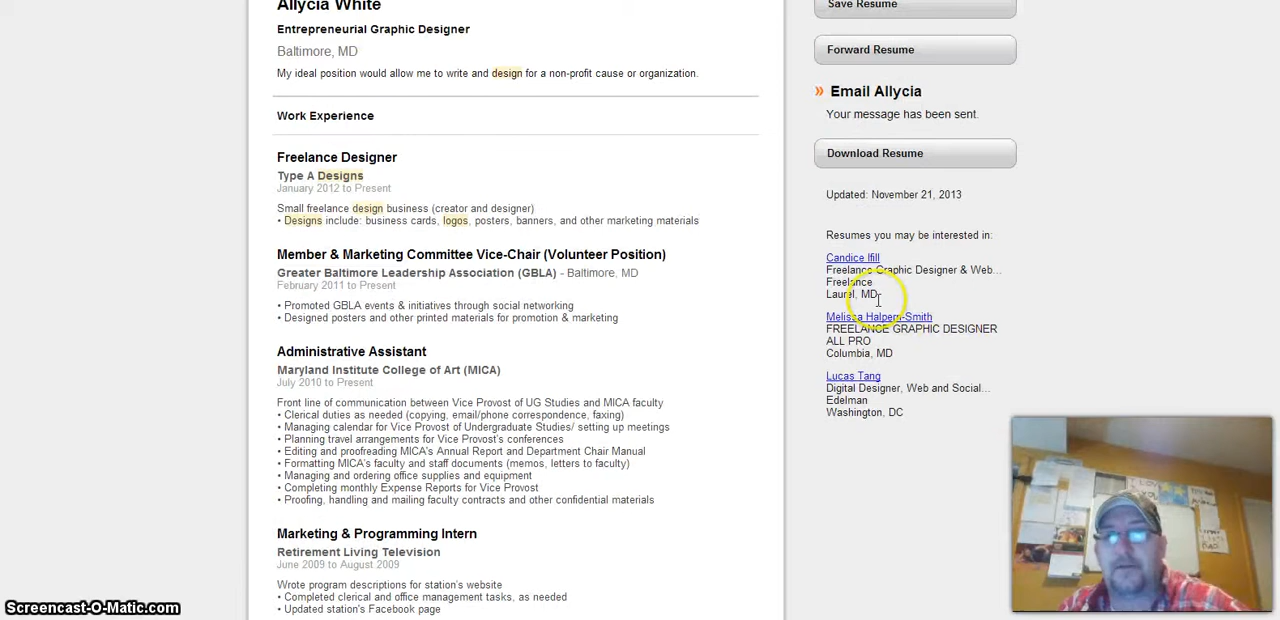 Allycia White
Entrepreneurial Graphic Designer
Baltimore, MD
My ideal position would allow me to write and design for a non-profit cause or organization.
Work Experience
Freelance Designer
Type A Designs
January 2012 to Present
Small freelance design business (creator and designer)
• Designs include: business cards, logos, posters, banners, and other marketing materials
Member & Marketing Committee Vice-Chair (Volunteer Position)
Greater Baltimore Leadership Association (GBLA) - Baltimore, MD
February 2011 to Present
• Promoted GBLA events & initiatives through social networking
• Designed posters and other printed materials for promotion & marketing
Administrative Assistant
Maryland Institute College of Art (MICA)
July 2010 to Present
Front line of communication between Vice Provost of UG Studies and MICA faculty
• Clerical duties as needed (copying, email/phone correspondence, faxing)
• Managing calendar for Vice Provost of Undergraduate Studies/ setting up meetings
• Planning travel arrangements for Vice Provost's conferences
• Editing and proofreading MICA's Annual Report and Department Chair Manual
• Formatting MICA's faculty and staff documents (memos, letters to faculty)
• Managing and ordering office supplies and equipment
• Completing monthly Expense Reports for Vice Provost
• Proofing, handling and mailing faculty contracts and other confidential materials
Marketing & Programming Intern
Retirement Living Television
June 2009 to August 2009
Wrote program descriptions for station's website
• Completed clerical and office management tasks, as needed
• Updated station's Facebook page
Save Resume
Forward Resume
» Email Allycia
Your message has been sent.
Download Resume
Updated: November 21, 2013
Resumes you may be interested in:
Candice Ifill
Freelance Graphic Designer & Web...
Freelance
Laurel, MD
Melissa Halpern-Smith
FREELANCE GRAPHIC DESIGNER
ALL PRO
Columbia, MD
Lucas Tang
Digital Designer, Web and Social...
Edelman
Washington, DC
I LOVE
YOU
Screencast-O-Matic.com